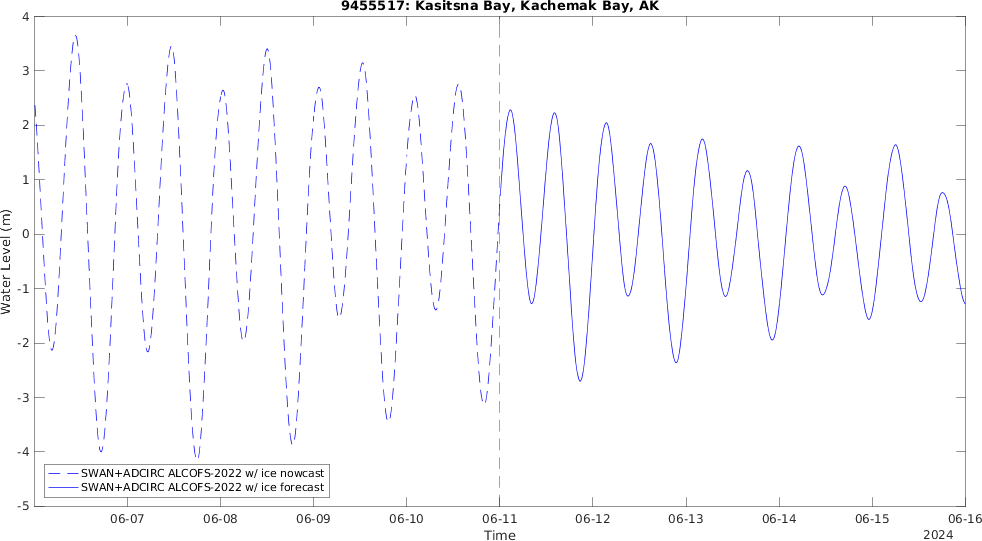 9455517: Kasitsna Bay, Kachemak Bay, AK
Water Level (m)
4
3
2
1
0
-1
-2
-3
-4
-5
SWAN+ADCIRC ALCOFS-2022 w/ ice nowcast
SWAN+ADCIRC ALCOFS-2022 w/ ice forecast
06-07 06-08 06-09 06-10 06-11 06-12 06-13 06-14 06-15 06-16
Time
2024